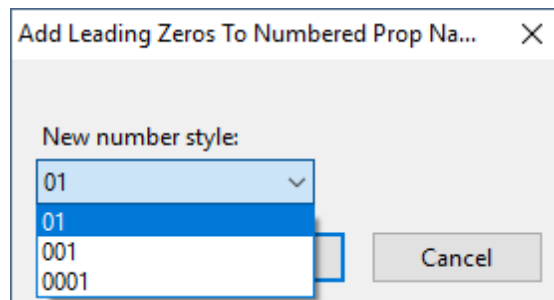 Add Leading Zeros To Numbered Prop Na...
New number style:
01
01
001
0001
Cancel